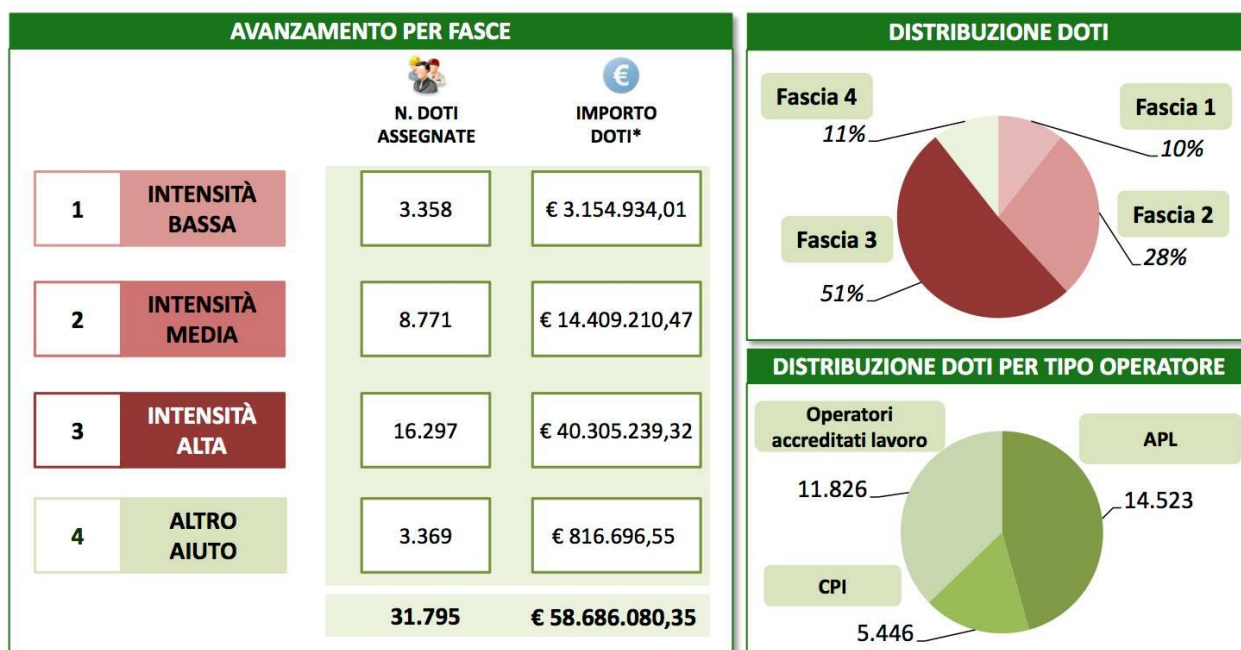 AVANZAMENTO PER FASCE
N. DOTI
ASSEGNATE
€
IMPORTO
DOTI*
1
INTENSITÀ
BASSA
3.358
€ 3.154.934,01
2
INTENSITÀ
MEDIA
8.771
€ 14.409.210,47
3
INTENSITÀ
ALTA
16.297
€ 40.305.239,32
4
ALTRO
AIUTO
3.369
€ 816.696,55
31.795
€ 58.686.080,35
DISTRIBUZIONE DOTI
Fascia 4
11%
Fascia 1
10%
Fascia 3
51%
Fascia 2
28%
DISTRIBUZIONE DOTI PER TIPO OPERATORE
Operatori
accreditati lavoro
11.826
APL
14.523
CPI
5.446